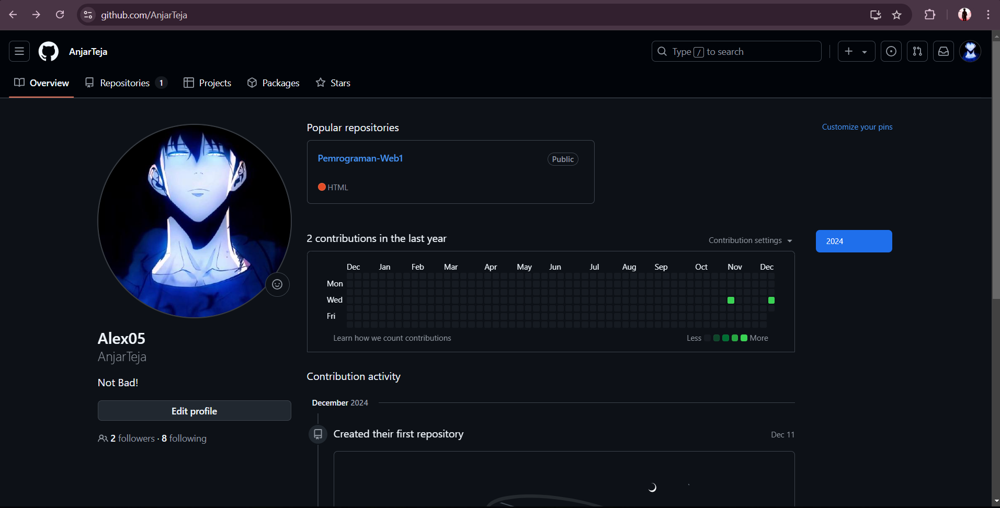 github.com/AnjarTeja
AnjarTeja
Type / to search
Overview
Repositories 1
Projects
Packages
Stars
Popular repositories
Customize your pins
Pemrograman-Web1
Public
HTML
2 contributions in the last year
Contribution settings
2024
Dec Jan Feb Mar Apr May Jun Jul Aug Sep Oct Nov Dec
Mon
Wed
Fri
Learn how we count contributions
Less More
Alex05
AnjarTeja
Not Bad!
Edit profile
2 followers · 8 following
Contribution activity
December 2024
Created their first repository
Dec 11